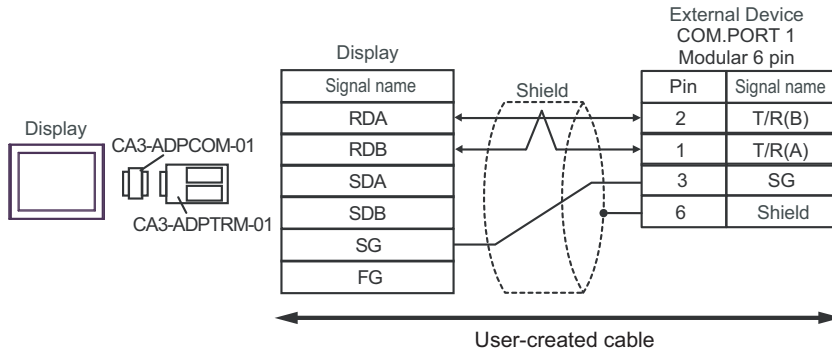 Display
CA3-ADPCOM-01
CA3-ADPTRM-01
Display
Signal name
RDA
RDB
SDA
SDB
SG
FG
Shield
External Device
COM.PORT 1
Modular 6 pin
Pin Signal name
2 T/R(B)
1 T/R(A)
3 SG
6 Shield
User-created cable